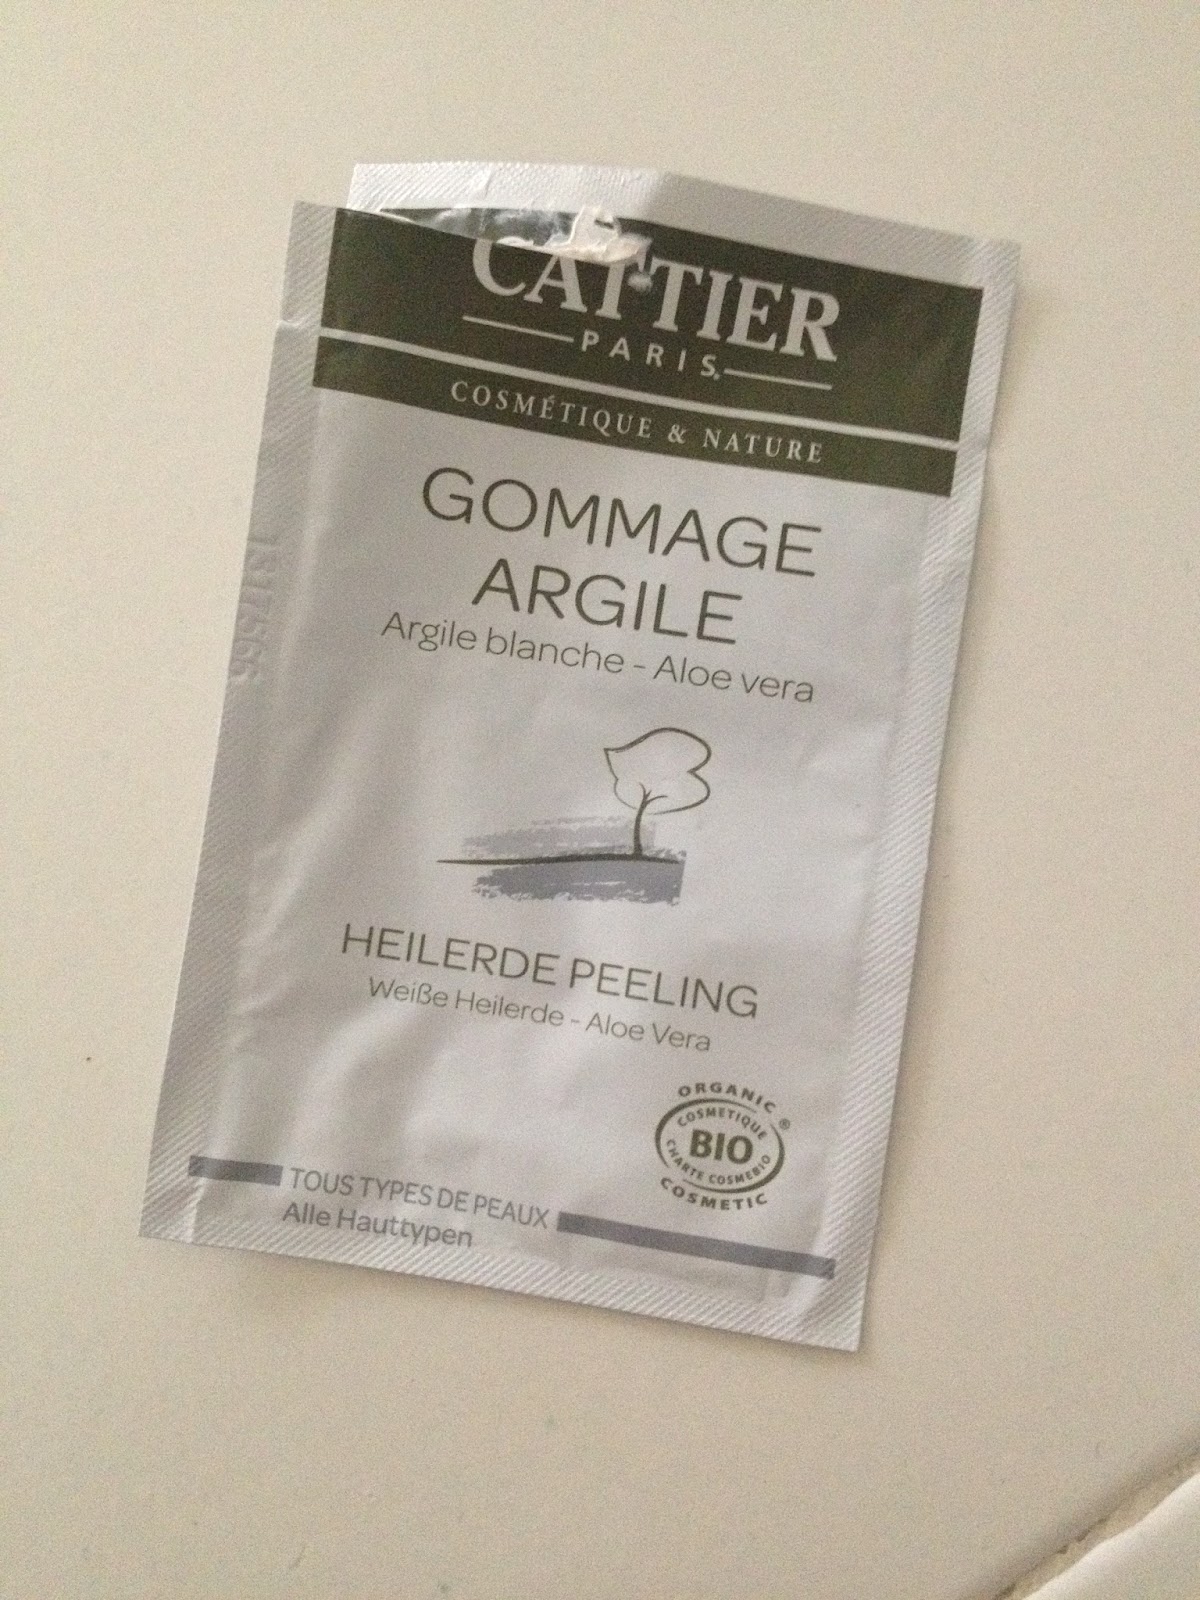 CATTIER
PARIS
COSMÉTIQUE & NATURE
GOMMAGE
ARGILE
Argile blanche - Aloe vera
HEILERDE PEELING
Weiße Heilerde - Aloe Vera
ORGANIC
COSMETIQUE
BIO
CHARTE COSMEBIO
COSMETIC
TOUS TYPES DE PEAUX
Alle Hauttypen